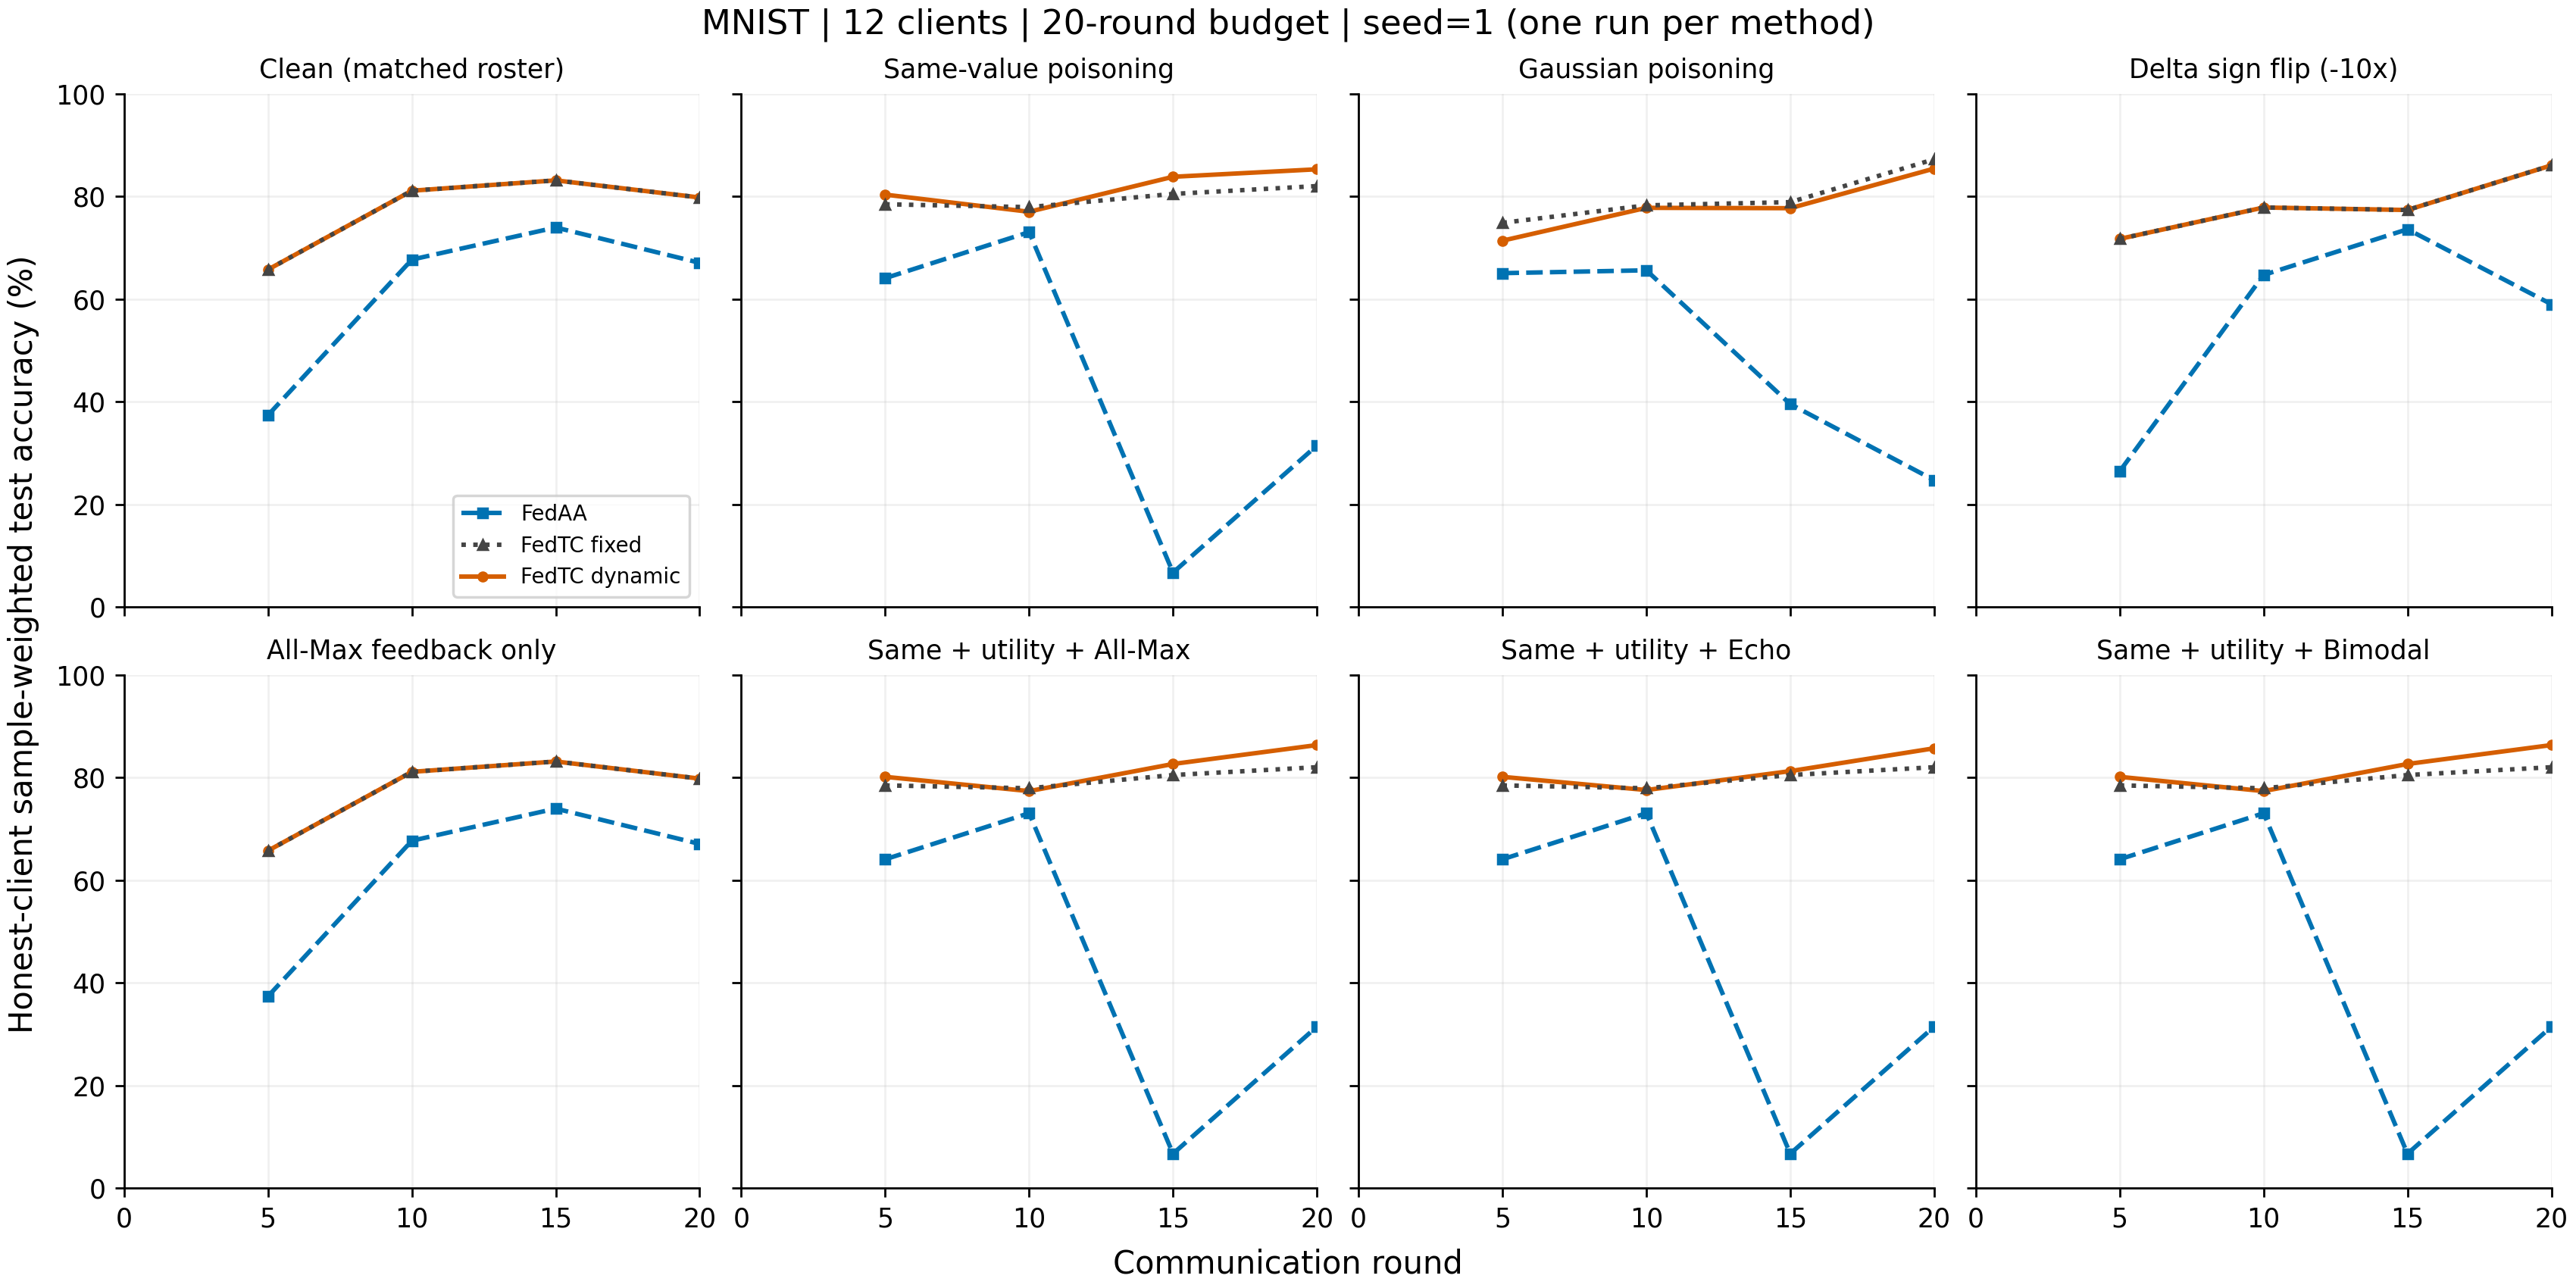 MNIST | 12 clients | 20-round budget | seed=1 (one run per method)
Honest-client sample-weighted test accuracy (%)
Clean (matched roster)
100
80
60
40
20
0
FedAA
FedTC fixed
FedTC dynamic
Same-value poisoning
Gaussian poisoning
Delta sign flip (-10x)
All-Max feedback only
100
80
60
40
20
0
0 5 10 15 20
Same + utility + All-Max
0 5 10 15 20
Same + utility + Echo
0 5 10 15 20
Same + utility + Bimodal
0 5 10 15 20
Communication round